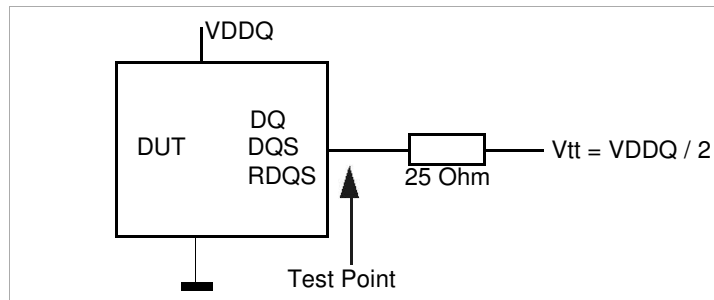 VDDQ
DUT
DQ
DQS
RDQS
25 Ohm
Vtt = VDDQ / 2
Test Point